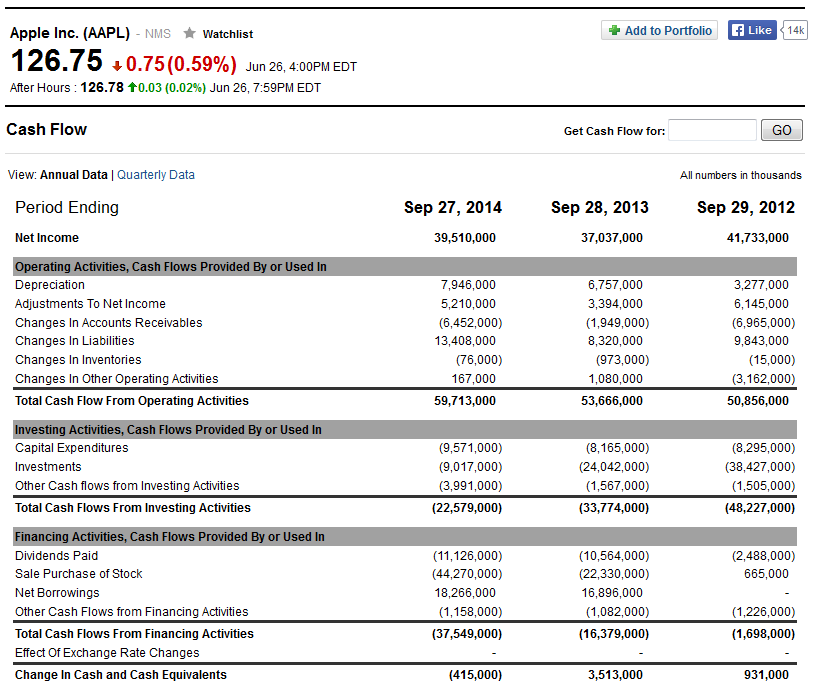 Apple Inc. (AAPL) - NMS ★ Watchlist Add to Portfolio Like 14k
126.75 0.75(0.59%) Jun 26, 4:00PM EDT
After Hours : 126.78 0.03 (0.02%) Jun 26, 7:59PM EDT
Cash Flow Get Cash Flow for: GO
View: Annual Data | Quarterly Data All numbers in thousands
Period Ending Sep 27, 2014 Sep 28, 2013 Sep 29, 2012
Net Income 39,510,000 37,037,000 41,733,000
Operating Activities, Cash Flows Provided By or Used In
Depreciation 7,946,000 6,757,000 3,277,000
Adjustments To Net Income 5,210,000 3,394,000 6,145,000
Changes In Accounts Receivables (6,452,000) (1,949,000) (6,965,000)
Changes In Liabilities 13,408,000 8,320,000 9,843,000
Changes In Inventories (76,000) (973,000) (15,000)
Changes In Other Operating Activities 167,000 1,080,000 (3,162,000)
Total Cash Flow From Operating Activities 59,713,000 53,666,000 50,856,000
Investing Activities, Cash Flows Provided By or Used In
Capital Expenditures (9,571,000) (8,165,000) (8,295,000)
Investments (9,017,000) (24,042,000) (38,427,000)
Other Cash flows from Investing Activities (3,991,000) (1,567,000) (1,505,000)
Total Cash Flows From Investing Activities (22,579,000) (33,774,000) (48,227,000)
Financing Activities, Cash Flows Provided By or Used In
Dividends Paid (11,126,000) (10,564,000) (2,488,000)
Sale Purchase of Stock (44,270,000) (22,330,000) 665,000
Net Borrowings 18,266,000 16,896,000 -
Other Cash Flows from Financing Activities (1,158,000) (1,082,000) (1,226,000)
Total Cash Flows From Financing Activities (37,549,000) (16,379,000) (1,698,000)
Effect Of Exchange Rate Changes - - -
Change In Cash and Cash Equivalents (415,000) 3,513,000 931,000